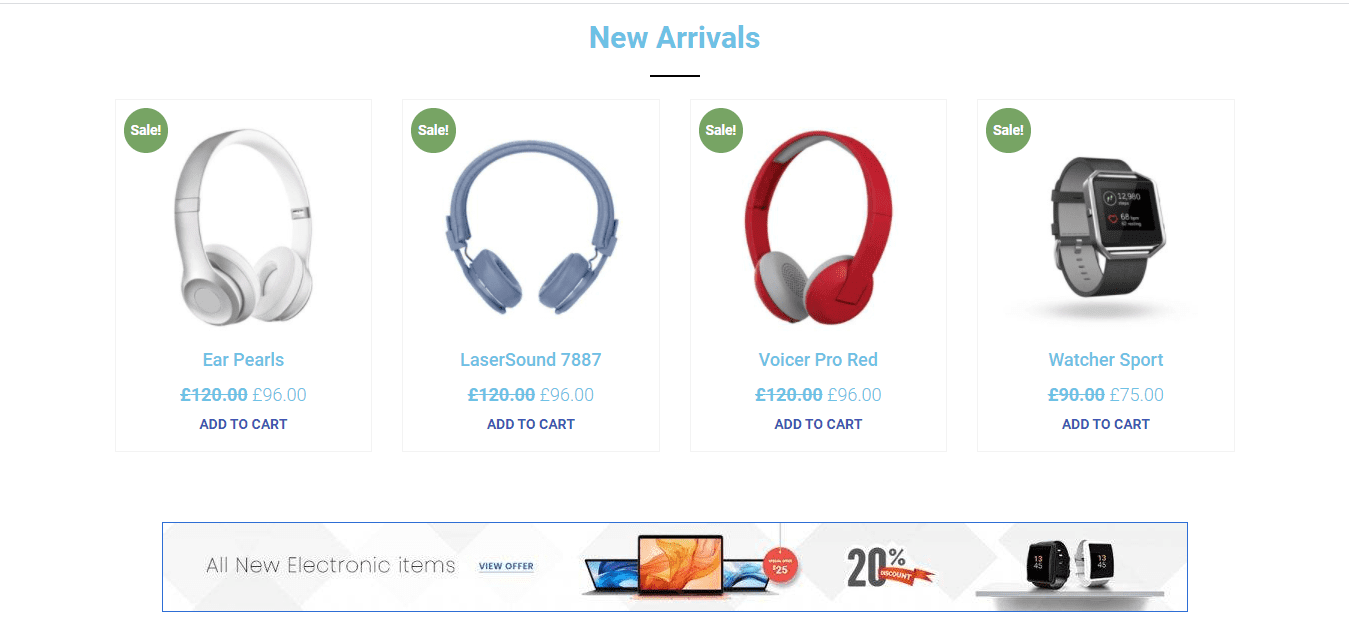 New Arrivals
Sale!
Sale!
Sale!
Sale!
12,980
68 bpm
Ear Pearls
LaserSound 7887
Voicer Pro Red
Watcher Sport
£120.00 £96.00
£120.00 £96.00
£120.00 £96.00
£90.00 £75.00
ADD TO CART
ADD TO CART
ADD TO CART
ADD TO CART
All New Electronic items
VIEW OFFER
SPECIAL OFFER
$25
20%
DISCOUNT
13
45
13
45